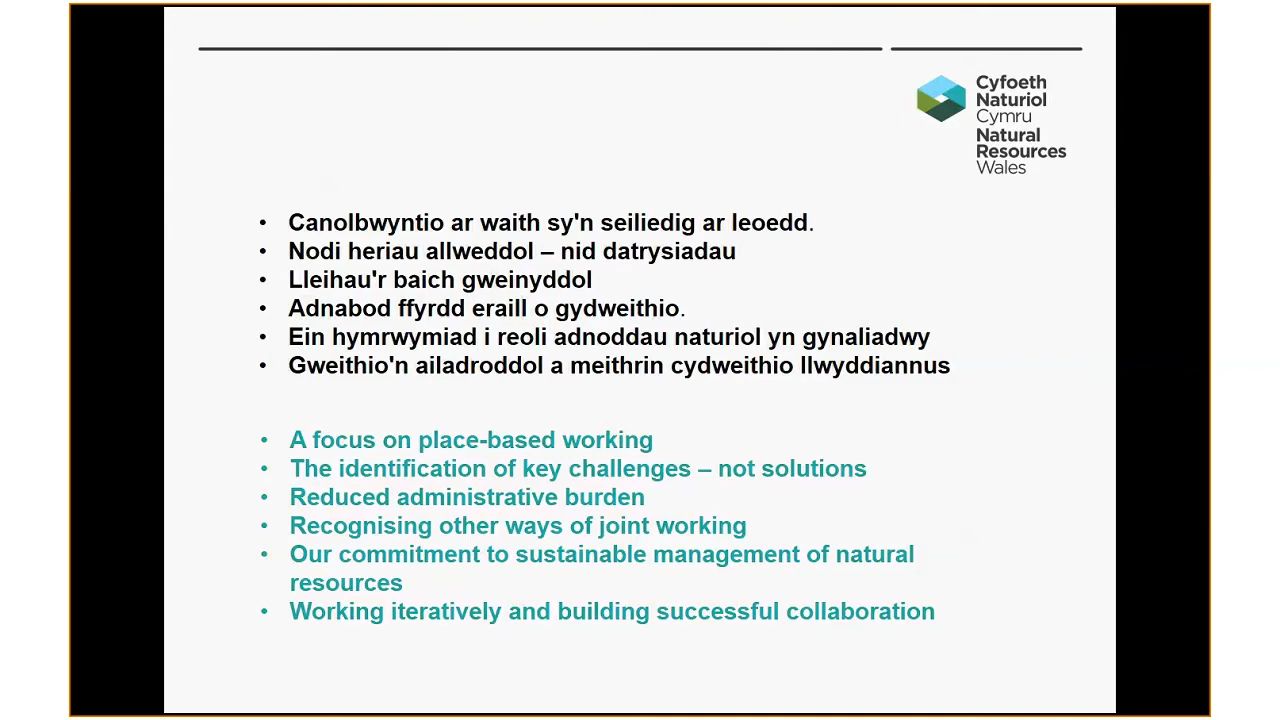 Cyfoeth
Naturiol
Cymru
Natural
Resources
Wales
• Canolbwyntio ar waith sy'n seiliedig ar leoedd.
• Nodi heriau allweddol – nid datrysiadau
• Lleihau'r baich gweinyddol
• Adnabod ffyrdd eraill o gydweithio.
• Ein hymrwymiad i reoli adnoddau naturiol yn gynaliadwy
• Gweithio'n ailadroddol a meithrin cydweithio llwyddiannus
• A focus on place-based working
• The identification of key challenges – not solutions
• Reduced administrative burden
• Recognising other ways of joint working
• Our commitment to sustainable management of natural
resources
• Working iteratively and building successful collaboration